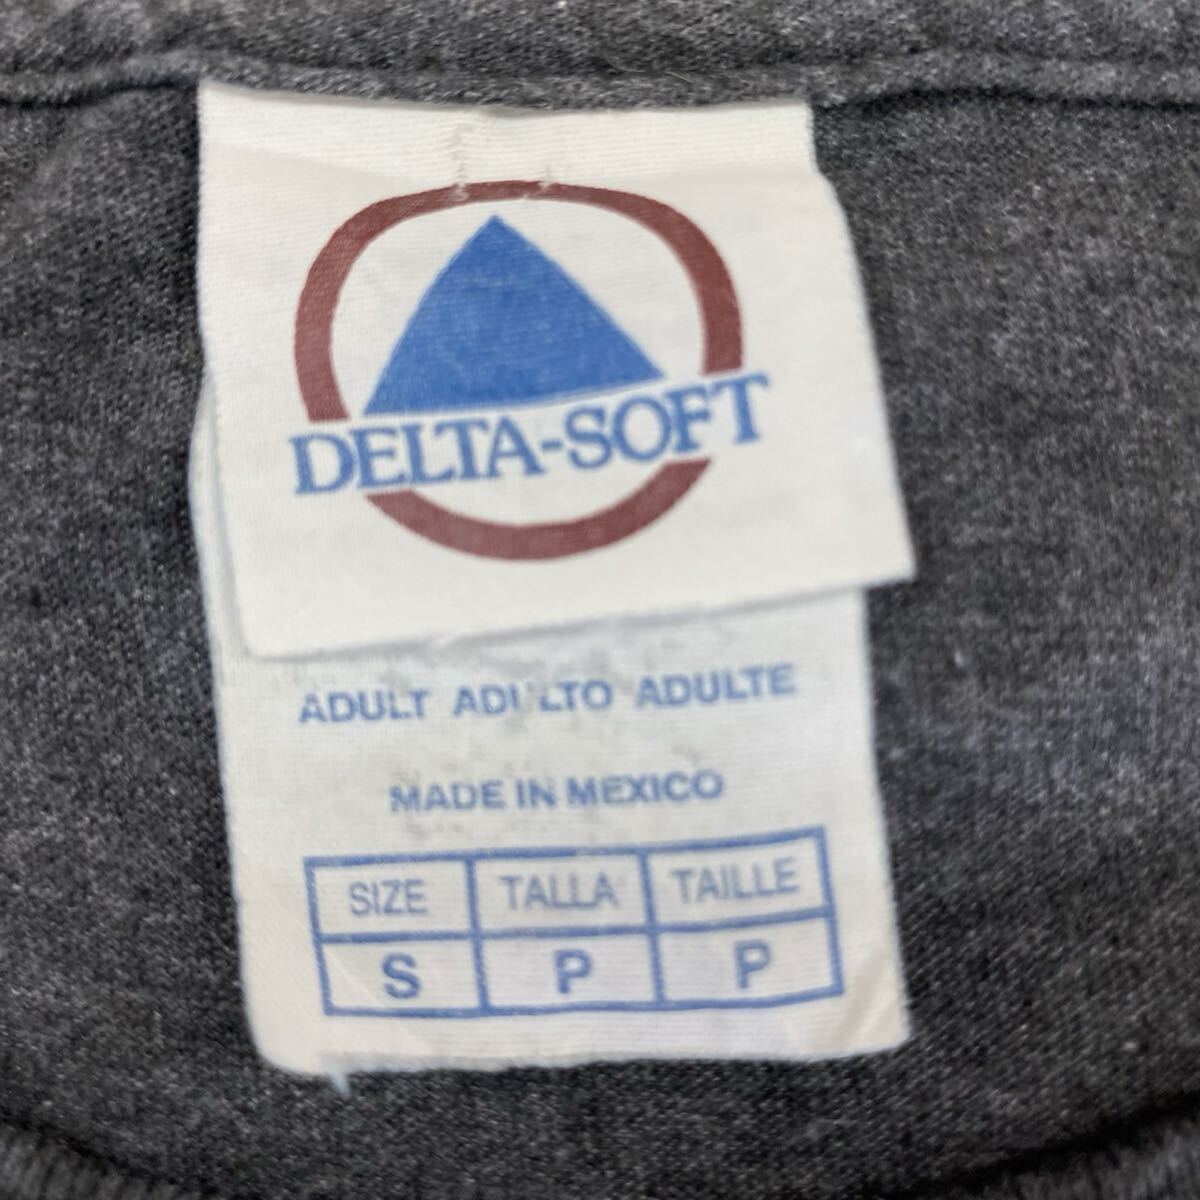 DELTA-SOFT
ADULT ADULTO ADULTE
MADE IN MEXICO
SIZE TALLA TAILLE
S P P